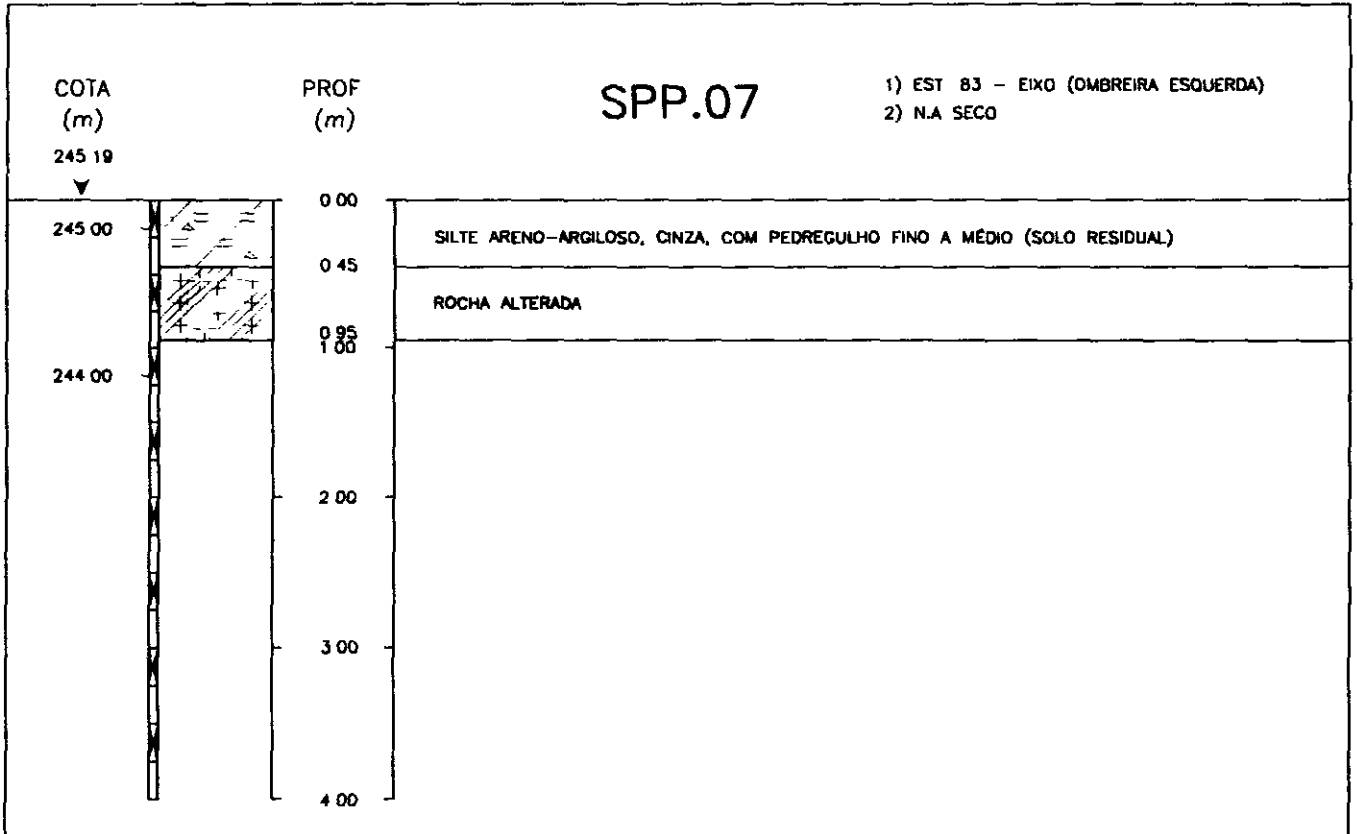 COTA
(m)
PROF
(m)
SPP.07
1) EST 83 - EIXO (OMBREIRA ESQUERDA)
2) N.A SECO
245 19
0 00
245 00
SILTE ARENO-ARGILOSO, CINZA, COM PEDREGULHO FINO A MÉDIO (SOLO RESIDUAL)
0 45
ROCHA ALTERADA
0 95
1 00
244 00
2 00
3 00
4 00